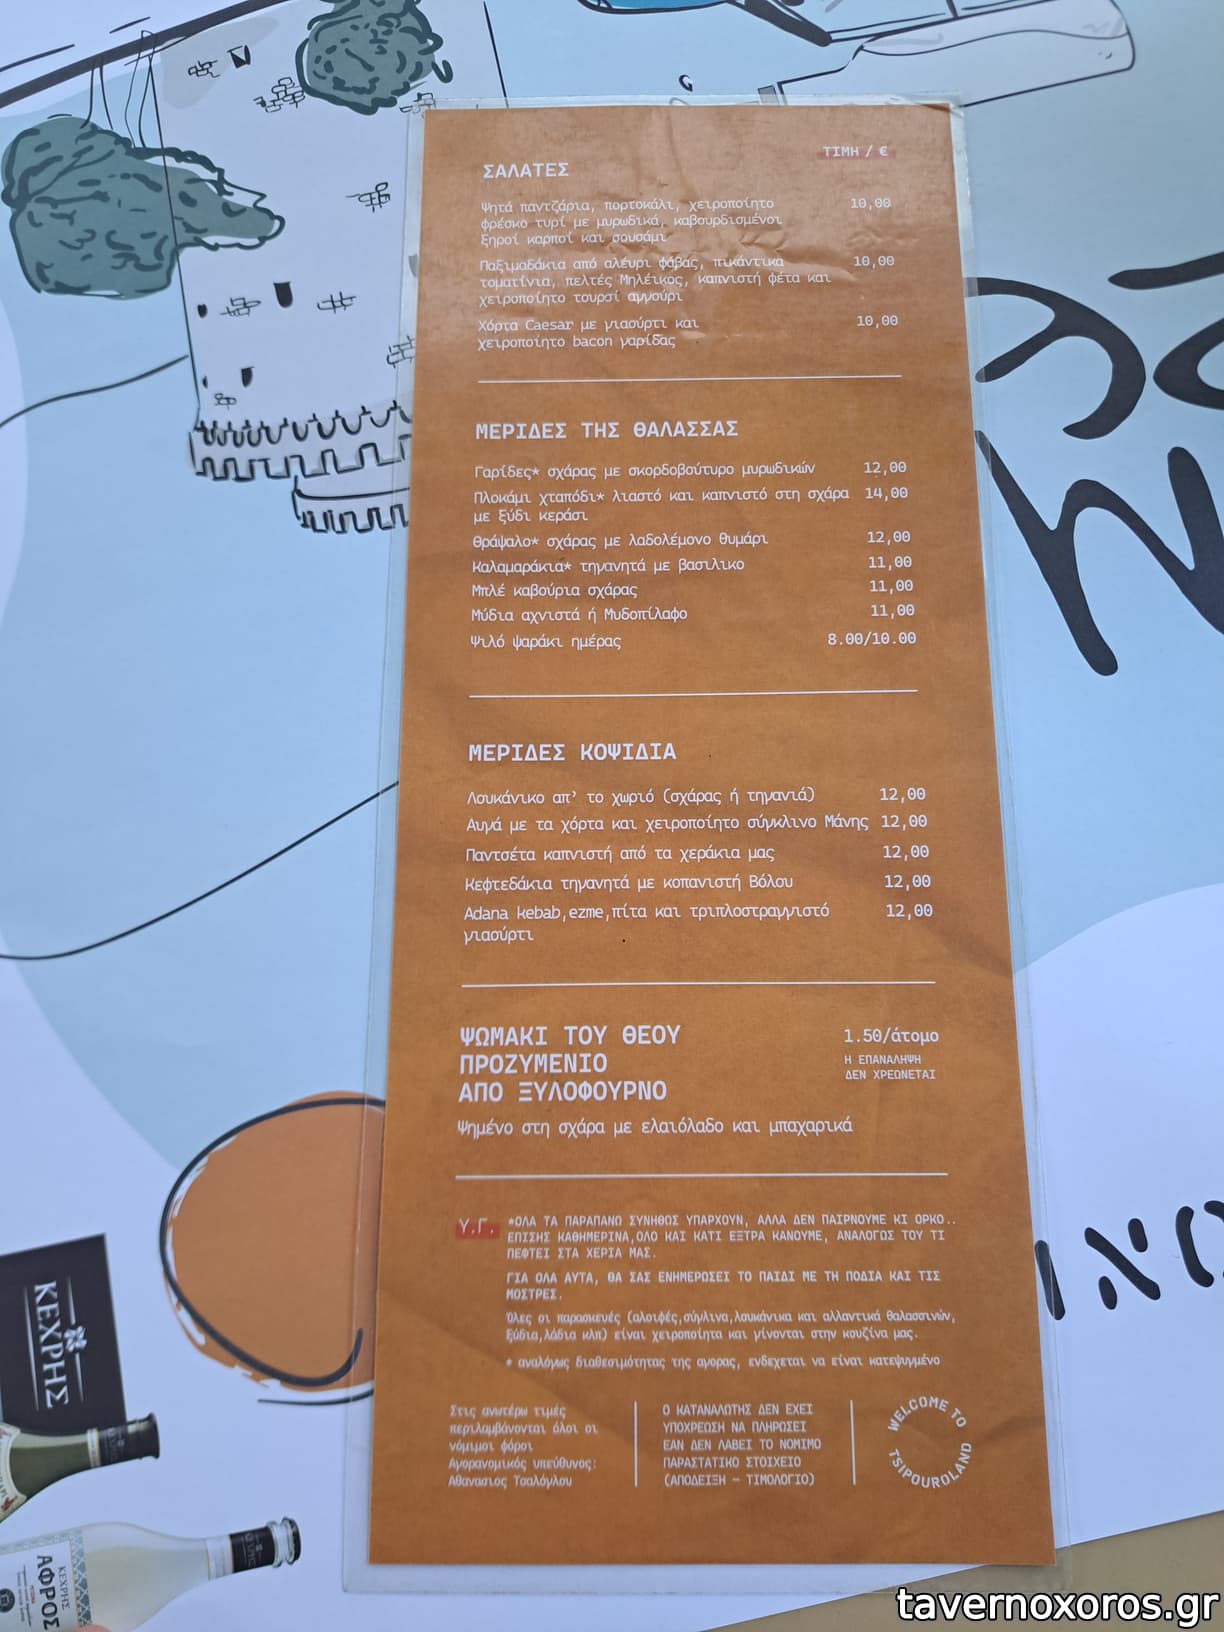 ΤΙΜΗ / €
ΣΑΛΑΤΕΣ
Ψητά παντζάρια, πορτοκάλι, χειροποίητο 10,00
φρέσκο τυρί με μυρωδικά, καβουρδισμένοι
ξηροί καρποί και σουσάμι
Παξιμαδάκια από αλεύρι φάβας, πικάντικα 10,00
τοματίνια, πελτές Μηλέικος, καπνιστή φέτα και
χειροποίητο τουρσί αγγούρι
Χόρτα Caesar με γιαούρτι και 10,00
χειροποίητο bacon γαρίδας
ΜΕΡΙΔΕΣ ΤΗΣ ΘΑΛΑΣΣΑΣ
Γαρίδες* σχάρας με σκορδοβούτυρο μυρωδικών 12,00
Πλοκάμι χταπόδι* λιαστό και καπνιστό στη σχάρα 14,00
με ξύδι κεράσι
Θράψαλο* σχάρας με λαδολέμονο θυμάρι 12,00
Καλαμαράκια* τηγανητά με βασιλικο 11,00
Μπλέ καβούρια σχάρας 11,00
Μύδια αχνιστά ή Μυδοπίλαφο 11,00
Ψιλό ψαράκι ημέρας 8.00/10.00
ΜΕΡΙΔΕΣ ΚΟΨΙΔΙΑ
Λουκάνικο απ' το χωριό (σχάρας ή τηγανιά) 12,00
Αυγά με τα χόρτα και χειροποίητο σύγκλινο Μάνης 12,00
Παντσέτα καπνιστή από τα χεράκια μας 12,00
Κεφτεδάκια τηγανητά με κοπανιστή Βόλου 12,00
Adana kebab,ezme,πίτα και τριπλοστραγγιστό 12,00
γιαούρτι
ΨΩΜΑΚΙ ΤΟΥ ΘΕΟΥ 1.50/άτομο
ΠΡΟΖΥΜΕΝΙΟ Η ΕΠΑΝΑΛΗΨΗ
ΔΕΝ ΧΡΕΩΝΕΤΑΙ
ΑΠΟ ΞΥΛΟΦΟΥΡΝΟ
Ψημένο στη σχάρα με ελαιόλαδο και μπαχαρικά
Υ.Γ. *ΟΛΑ ΤΑ ΠΑΡΑΠΑΝΩ ΣΥΝΗΘΩΣ ΥΠΑΡΧΟΥΝ, ΑΛΛΑ ΔΕΝ ΠΑΙΡΝΟΥΜΕ ΚΙ ΟΡΚΟ..
ΕΠΙΣΗΣ ΚΑΘΗΜΕΡΙΝΑ,ΟΛΟ ΚΑΙ ΚΑΤΙ ΕΞΤΡΑ ΚΑΝΟΥΜΕ, ΑΝΑΛΟΓΩΣ ΤΟΥ ΤΙ
ΠΕΦΤΕΙ ΣΤΑ ΧΕΡΙΑ ΜΑΣ.
ΓΙΑ ΟΛΑ ΑΥΤΑ, ΘΑ ΣΑΣ ΕΝΗΜΕΡΩΣΕΙ ΤΟ ΠΑΙΔΙ ΜΕ ΤΗ ΠΟΔΙΑ ΚΑΙ ΤΙΣ
ΜΟΣΤΡΕΣ.
Όλες οι παρασκευές (αλοιφές,σύγλινα,λουκάνικα και αλλαντικά θαλασσινών,
ξύδια,λάδια κλπ) είναι χειροποίητα και γίνονται στην κουζίνα μας.
* αναλόγως διαθεσιμότητας της αγορας, ενδεχεται να είναι κατεψυγμένο
Στις ανωτέρω τιμές
περιλαμβάνονται όλοι οι
νόμιμοι φόροι
Αγορανομικός υπεύθυνος:
Αθανασιος Τσαλόγλου
Ο ΚΑΤΑΝΑΛΩΤΗΣ ΔΕΝ ΕΧΕΙ
ΥΠΟΧΡΕΩΣΗ ΝΑ ΠΛΗΡΩΣΕΙ
ΕΑΝ ΔΕΝ ΛΑΒΕΙ ΤΟ ΝΟΜΙΜΟ
ΠΑΡΑΣΤΑΤΙΚΟ ΣΤΟΙΧΕΙΟ
(ΑΠΟΔΕΙΞΗ – ΤΙΜΟΛΟΓΙΟ)
WELCOME TO
TSIPOUROLAND
ΚΕΧΡΗΣ
ΚΕΧΡΗΣ
ΑΦΡΟΣ
tavernoxoros.gr